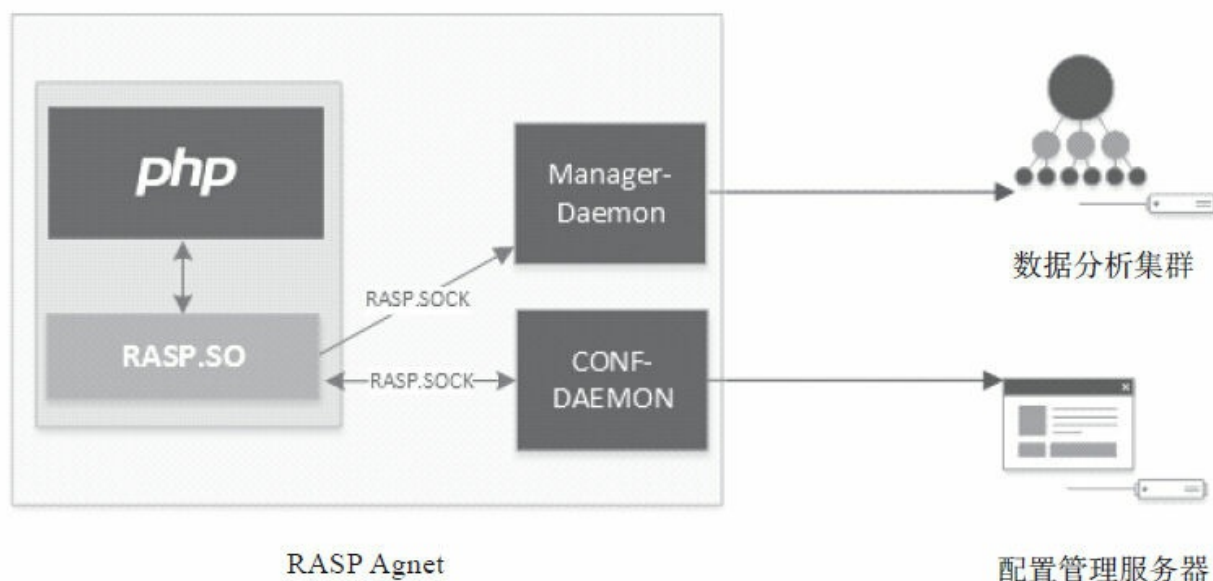 php
RASP.SO
RASP.SOCK
RASP.SOCK
Manager-
Daemon
CONF-
DAEMON
数据分析集群
配置管理服务器
RASP Agnet